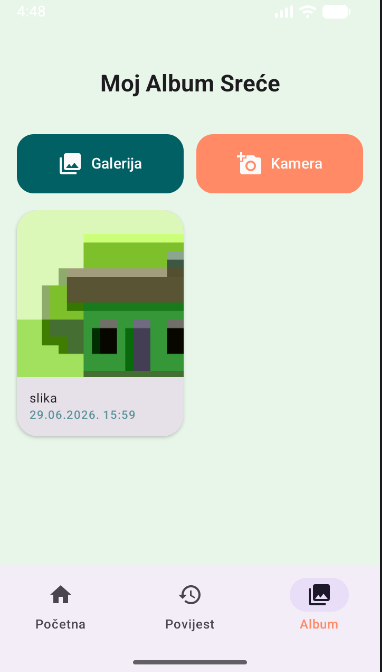 4:48
Moj Album Sreće
Galerija
Kamera
slika
29.06.2026. 15:59
Početna
Povijest
Album